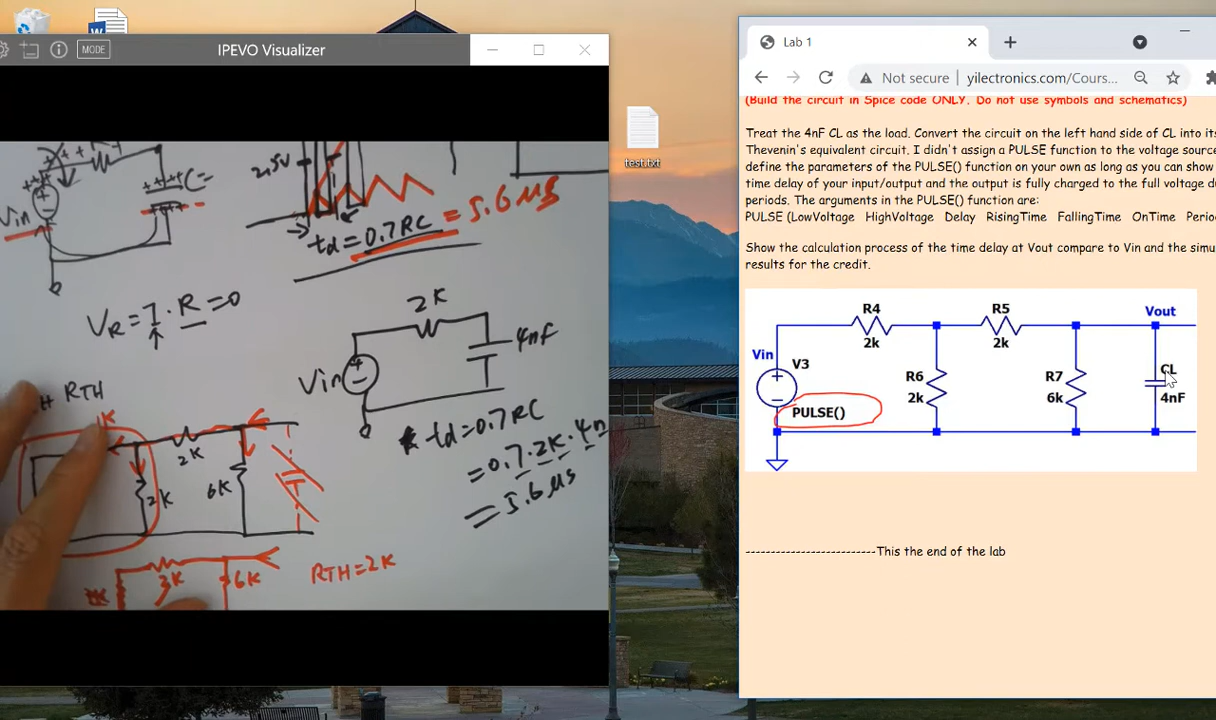 IPEVO Visualizer
MODE
Vin
C=
2.5V
td=0.7RC=5.6μs
VR=I·R=0
2K
4nF
Vin
RTH
1K
2K
2K
6K
td=0.7RC
=0.7·2K·4n
=5.6μs
3K
6K
RTH=2K
test.txt
Lab 1
Not secure
yilectronics.com/Cours...
(Build the circuit in Spice code ONLY. Do not use symbols and schematics)
Treat the 4nF CL as the load. Convert the circuit on the left hand side of CL into its
Thevenin's equivalent circuit. I didn't assign a PULSE function to the voltage source
define the parameters of the PULSE() function on your own as long as you can show
time delay of your input/output and the output is fully charged to the full voltage du
periods. The arguments in the PULSE() function are:
PULSE (LowVoltage HighVoltage Delay RisingTime FallingTime OnTime Perio
Show the calculation process of the time delay at Vout compare to Vin and the simu
results for the credit.
R4
2k
R5
2k
Vout
Vin
V3
PULSE()
R6
2k
R7
6k
CL
4nF
--------------------------This the end of the lab